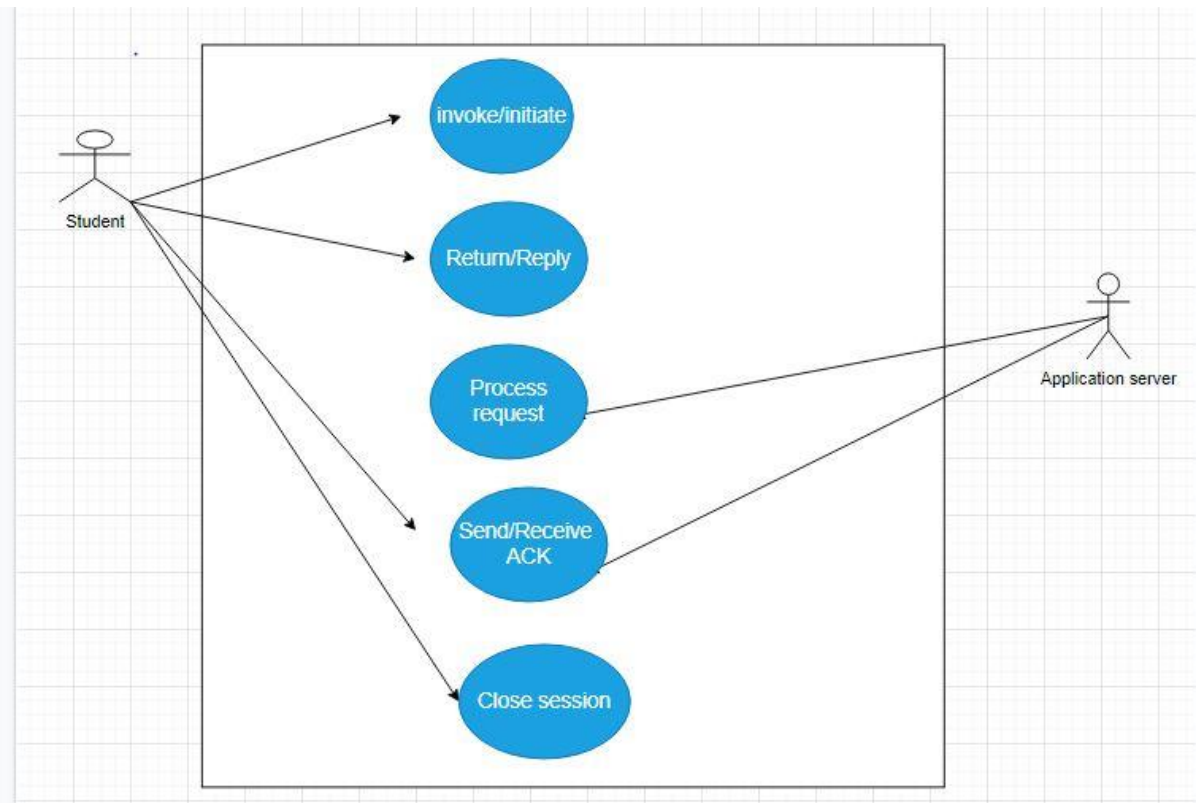 invoke/initiate
Student
Return/Reply
Application server
Process
request
Send/Receive
ACK
Close session